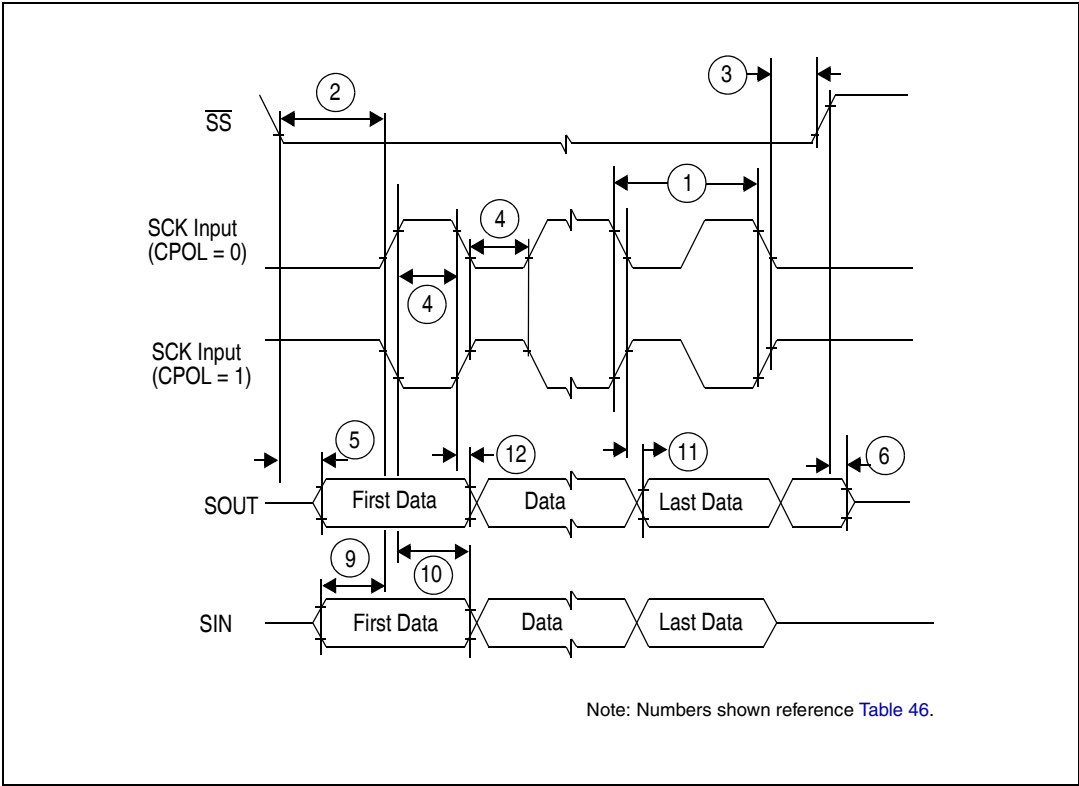 3
2
SS
1
SCK Input
(CPOL = 0)
4
4
SCK Input
(CPOL = 1)
5
12
11
6
SOUT
First Data
Data
Last Data
9
10
SIN
First Data
Data
Last Data
Note: Numbers shown reference Table 46.